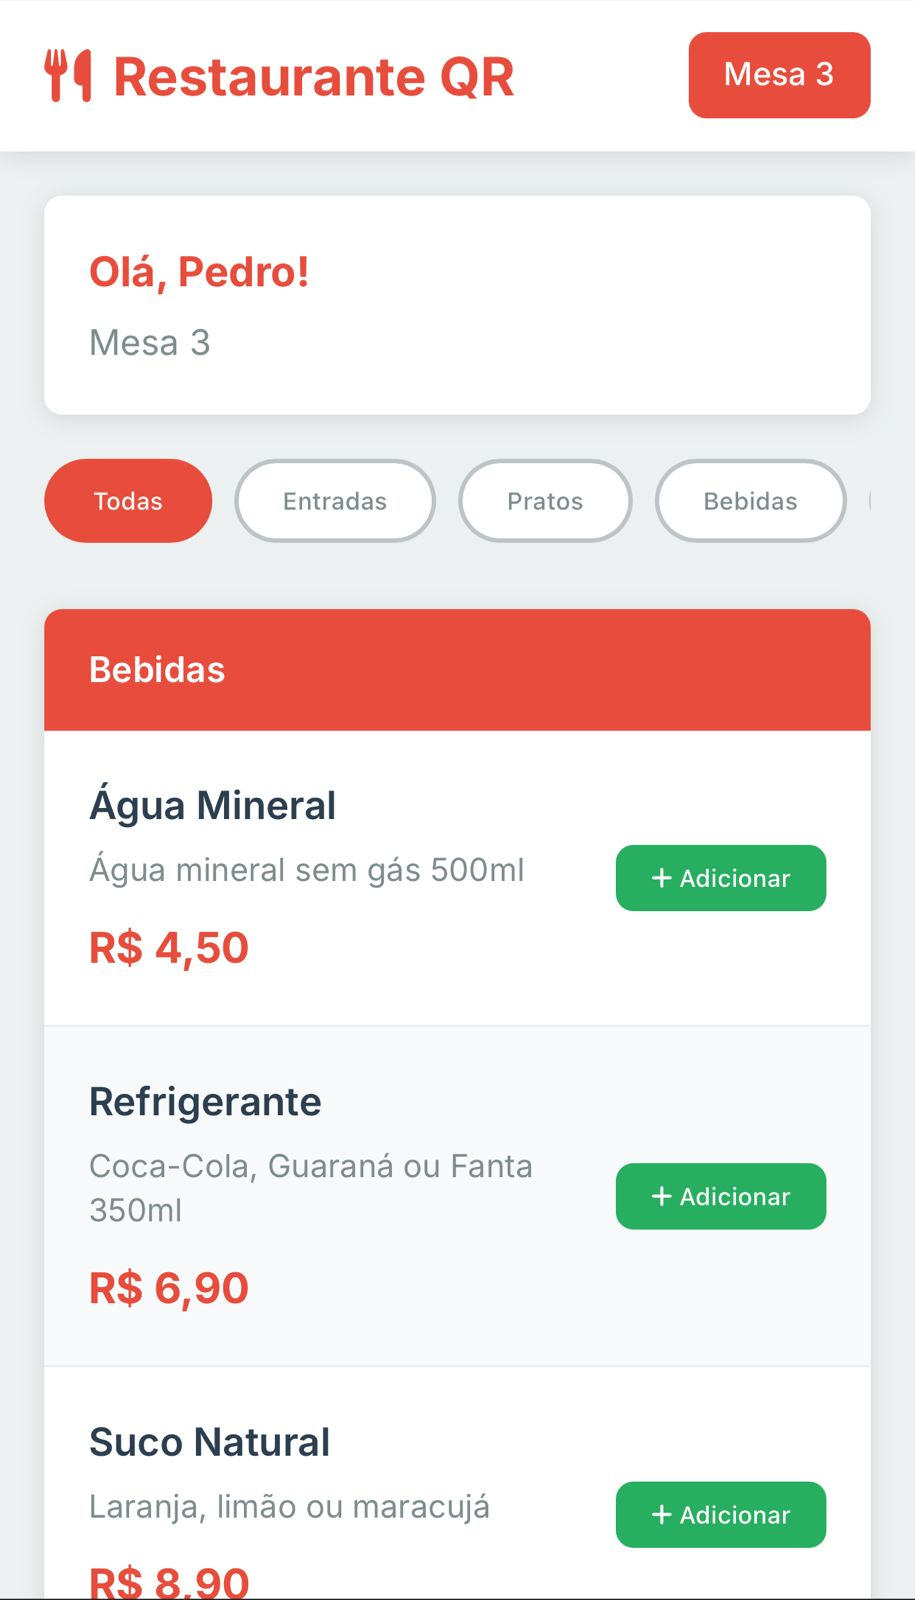 Restaurante QR
Mesa 3
Olá, Pedro!
Mesa 3
Todas
Entradas
Pratos
Bebidas
Bebidas
Água Mineral
Água mineral sem gás 500ml
+ Adicionar
R$ 4,50
Refrigerante
Coca-Cola, Guaraná ou Fanta
350ml
+ Adicionar
R$ 6,90
Suco Natural
Laranja, limão ou maracujá
+ Adicionar
R$ 8,90